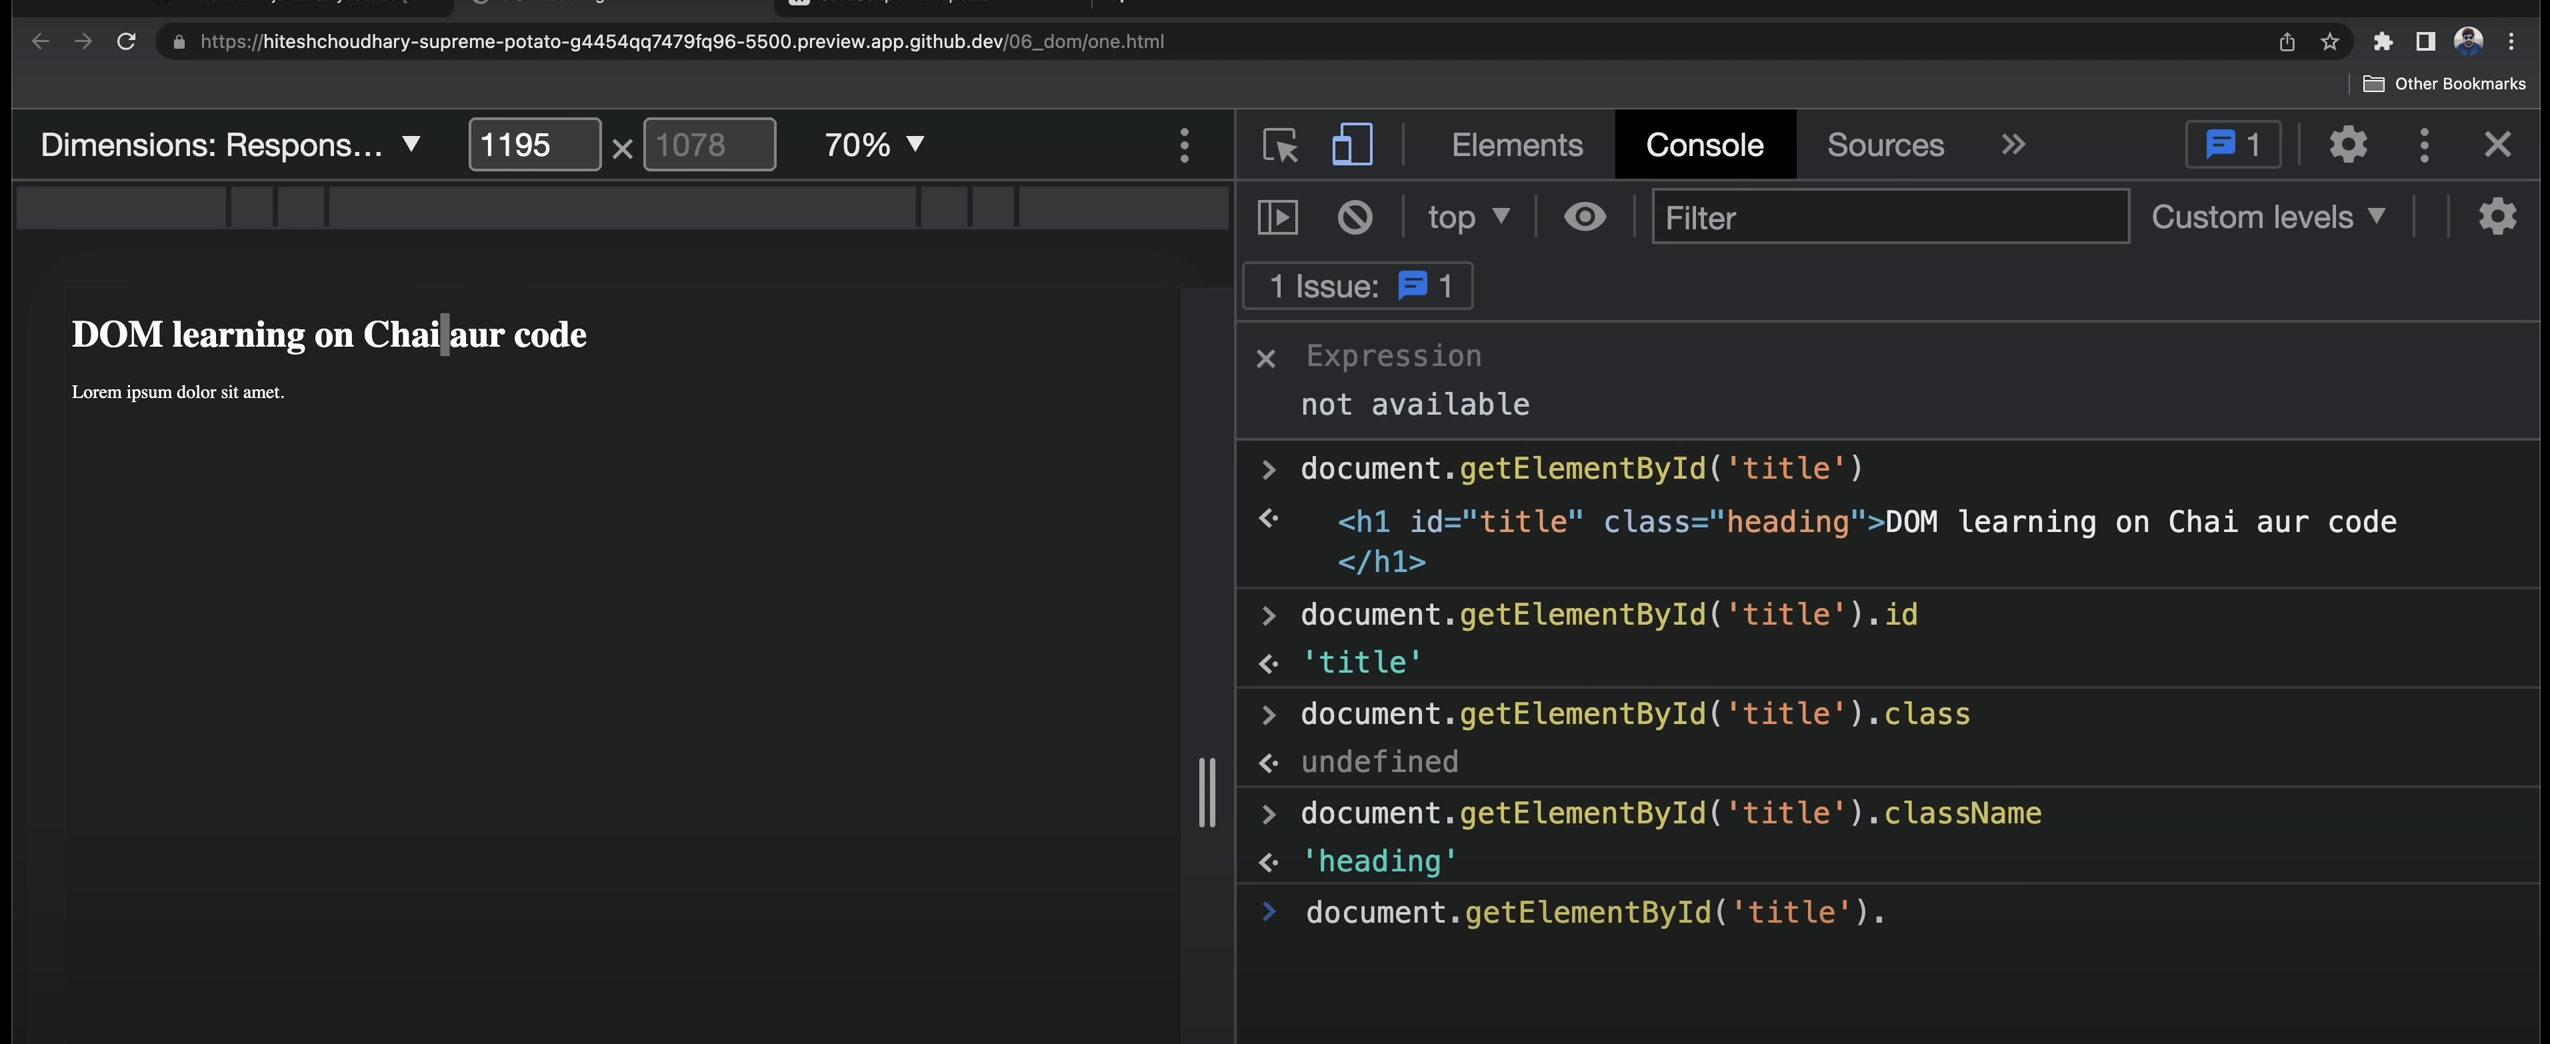 https://hiteshchoudhary-supreme-potato-g4454qq7479fq96-5500.preview.app.github.dev/06_dom/one.html
Other Bookmarks
Dimensions: Respons... ▼ 1195 × 1078 70% ▼
Elements Console Sources » 1
top ▼ Filter Custom levels ▼
1 Issue: 1
DOM learning on Chai aur code
Lorem ipsum dolor sit amet.
Expression
not available
document.getElementById('title')
<h1 id="title" class="heading">DOM learning on Chai aur code
</h1>
document.getElementById('title').id
'title'
document.getElementById('title').class
undefined
document.getElementById('title').className
'heading'
document.getElementById('title').